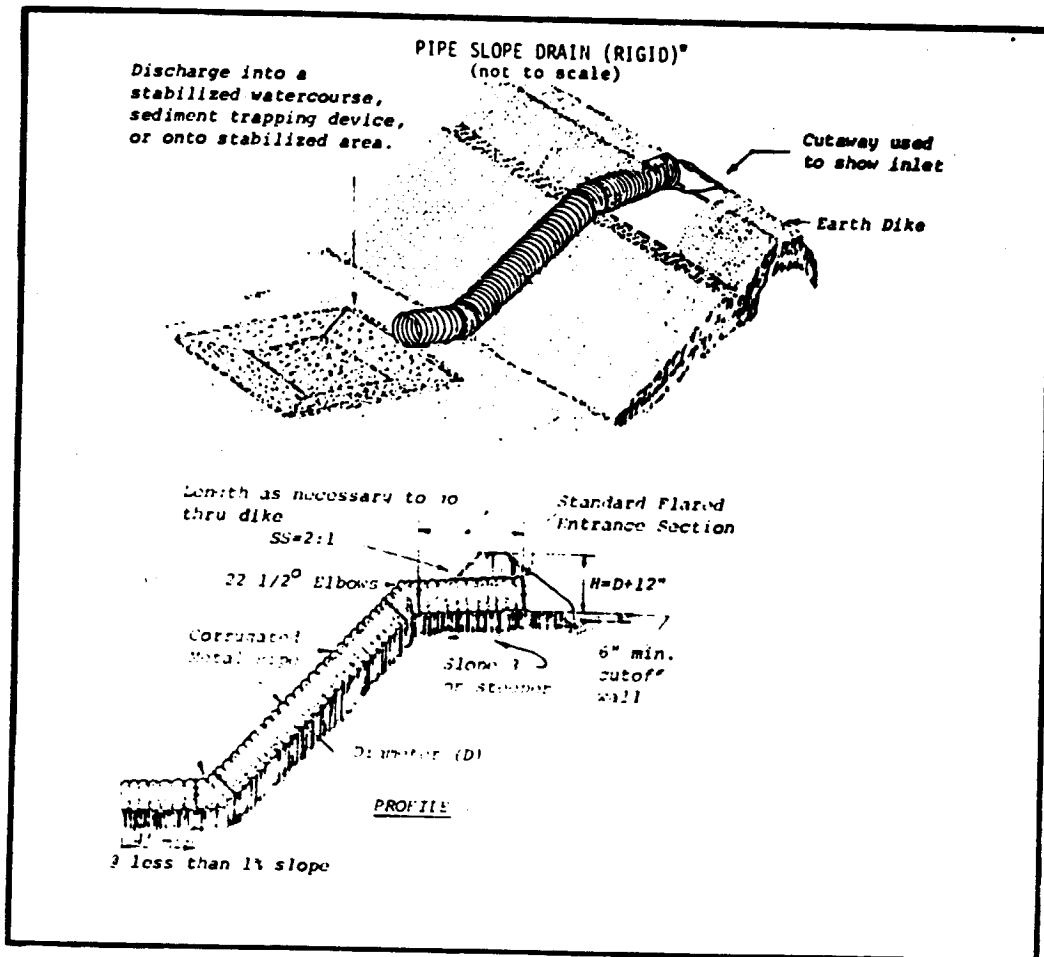 PIPE SLOPE DRAIN (RIGID)*
(not to scale)
Discharge into a
stabilized watercourse,
sediment trapping device,
or onto stabilized area.
Cutaway used
to show inlet
Earth Dike
Length as necessary to go
thru dike
SS=2:1
Standard Flared
Entrance Section
22 1/2° Elbows
H=D+12"
Corrugated
Metal pipe
Slope
or steeper
6" min.
cutoff
wall
Diameter (D)
PROFILE
less than 1% slope